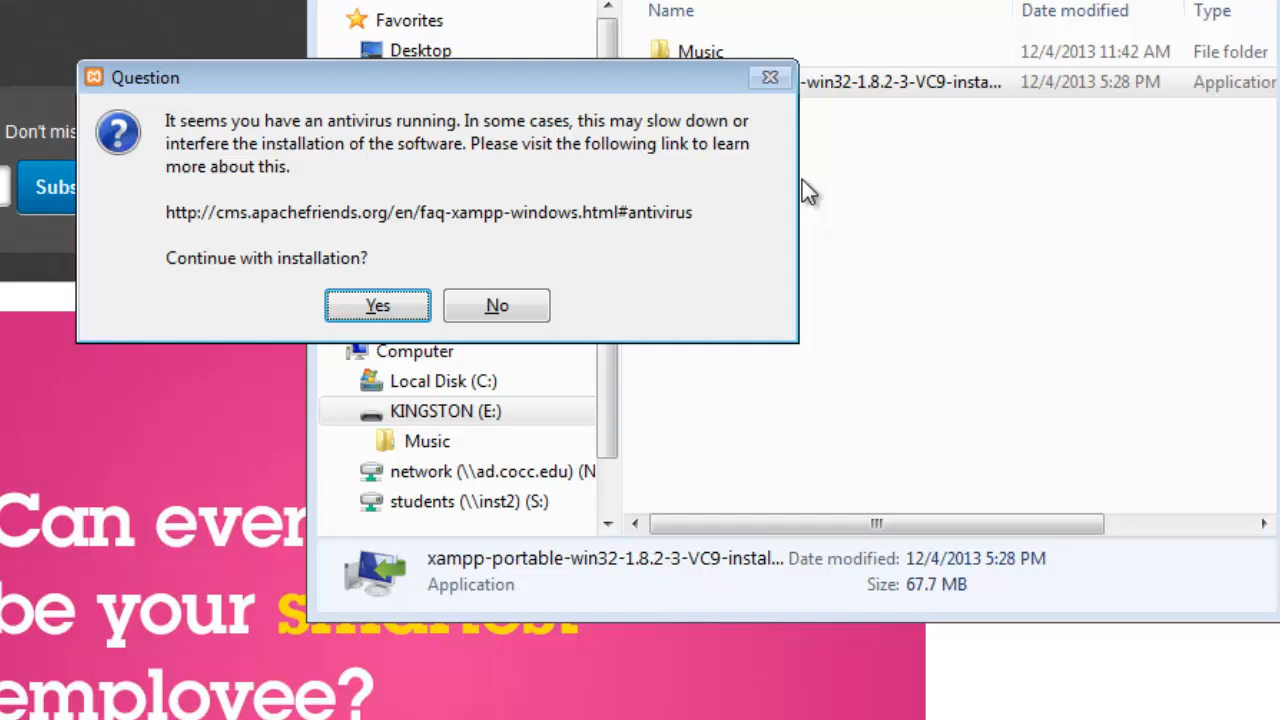 Favorites
Desktop
Name
Date modified
Type
Music
12/4/2013 11:42 AM
File folder
-win32-1.8.2-3-VC9-insta...
12/4/2013 5:28 PM
Application
Question
It seems you have an antivirus running. In some cases, this may slow down or
interfere the installation of the software. Please visit the following link to learn
more about this.
http://cms.apachefriends.org/en/faq-xampp-windows.html#antivirus
Continue with installation?
Yes
No
Don't mis
Subs
Computer
Local Disk (C:)
KINGSTON (E:)
Music
network (\\ad.cocc.edu) (N
students (\\inst2) (S:)
xampp-portable-win32-1.8.2-3-VC9-instal...
Date modified: 12/4/2013 5:28 PM
Application
Size: 67.7 MB
Can ever
be your
employee?